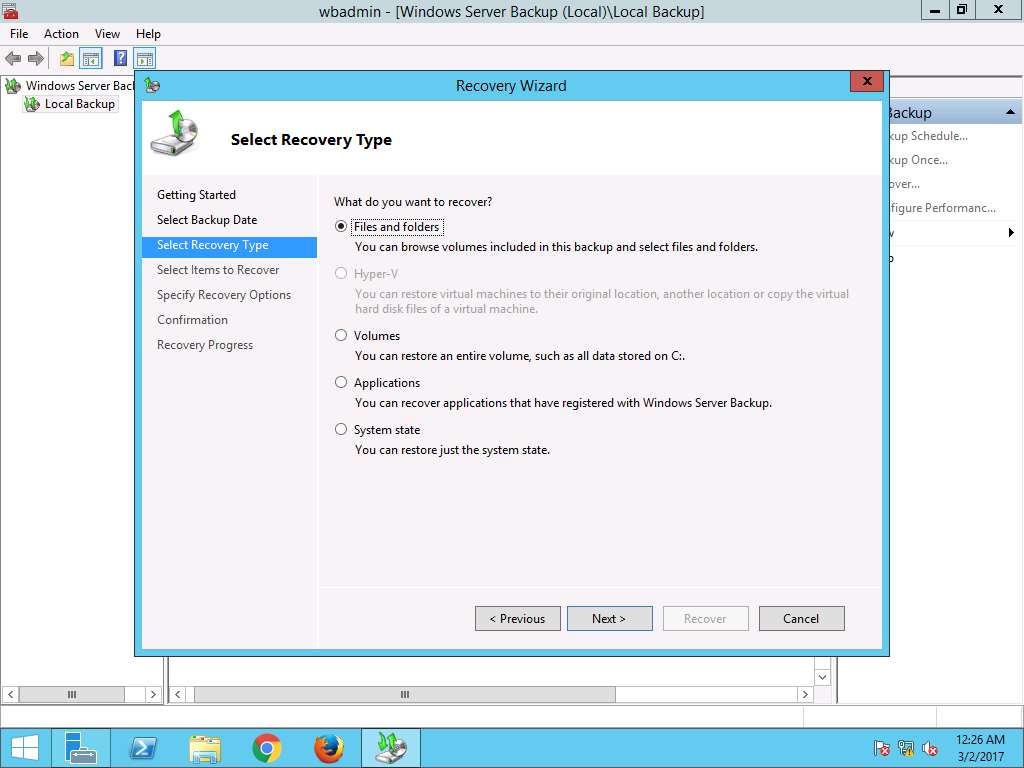 wbadmin - [Windows Server Backup (Local)\Local Backup]
File Action View Help
Windows Server Bac
Local Backup
Recovery Wizard
Select Recovery Type
Getting Started
Select Backup Date
Select Recovery Type
Select Items to Recover
Specify Recovery Options
Confirmation
Recovery Progress
What do you want to recover?
Files and folders
You can browse volumes included in this backup and select files and folders.
Hyper-V
You can restore virtual machines to their original location, another location or copy the virtual
hard disk files of a virtual machine.
Volumes
You can restore an entire volume, such as all data stored on C:.
Applications
You can recover applications that have registered with Windows Server Backup.
System state
You can restore just the system state.
< Previous Next > Recover Cancel
Backup
kup Schedule...
kup Once...
over...
figure Performanc...
12:26 AM
3/2/2017